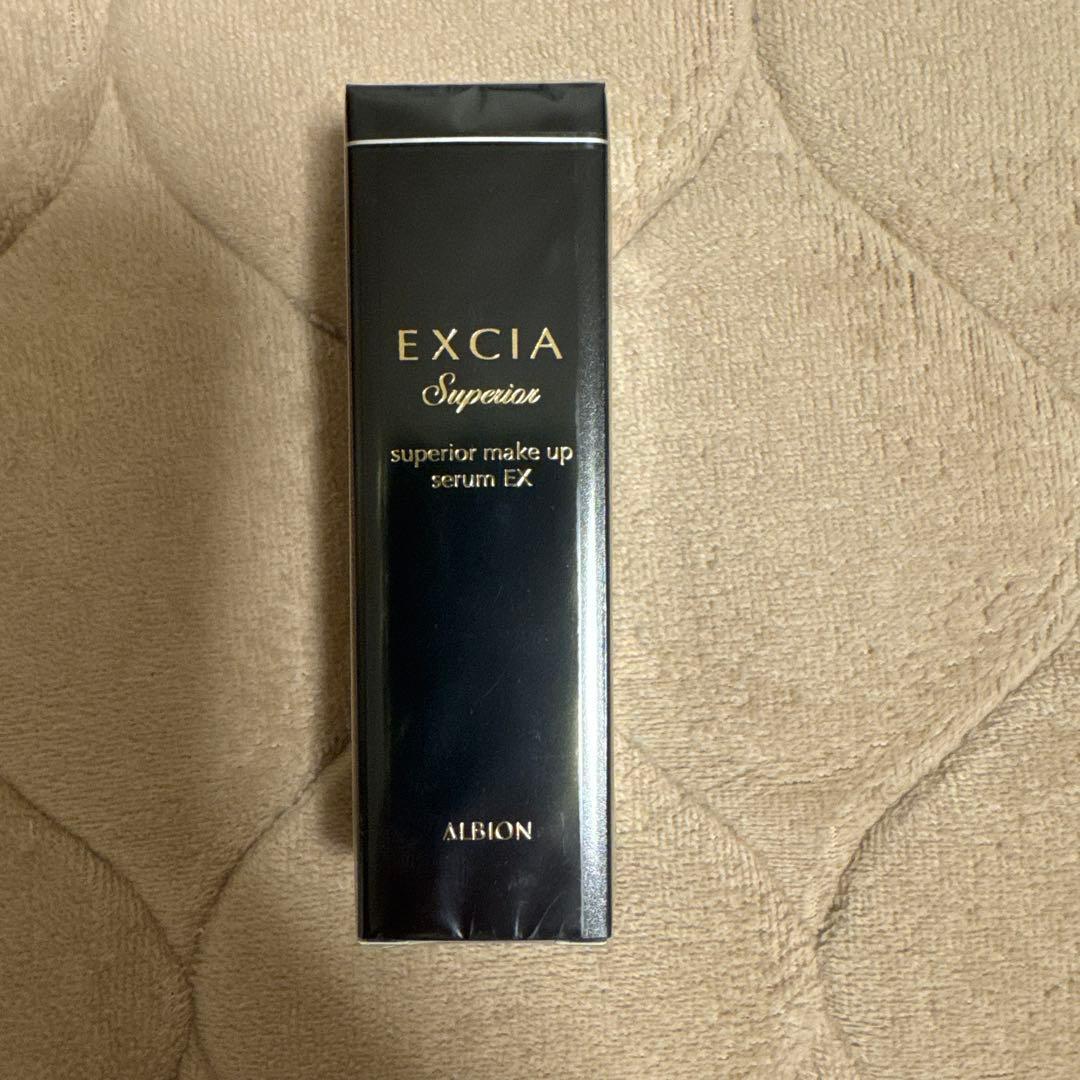 EXCIA
Superior
superior make up
serum EX
ALBION